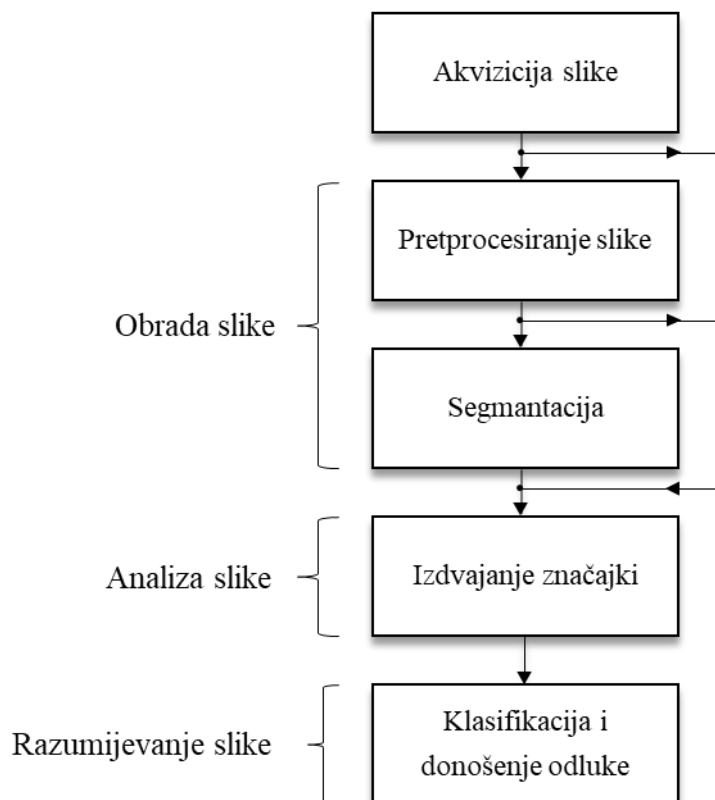 Akvizicija slike
Pretprocesiranje slike
Obrada slike
Segmantacija
Analiza slike
Izdvajanje značajki
Razumijevanje slike
Klasifikacija i
donošenje odluke